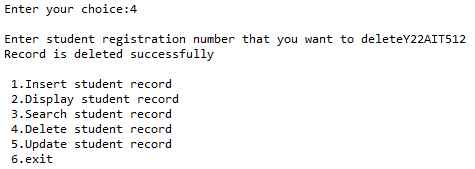 Enter your choice:4
Enter student registration number that you want to deleteY22AIT512
Record is deleted successfully
1.Insert student record
2.Display student record
3.Search student record
4.Delete student record
5.Update student record
6.exit